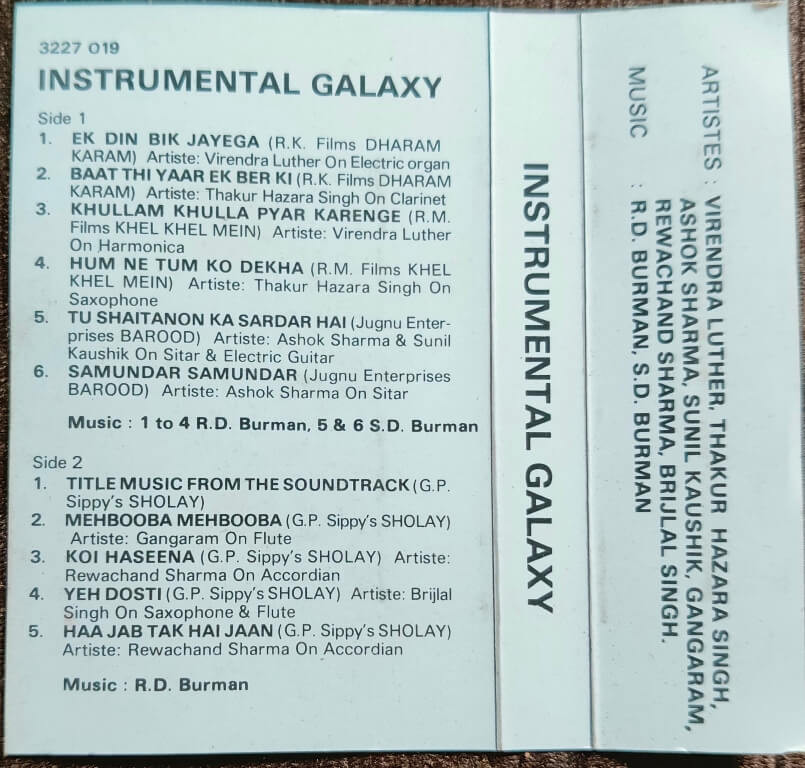 3227 019
INSTRUMENTAL GALAXY
Side 1
1. EK DIN BIK JAYEGA (R.K. Films DHARAM
KARAM) Artiste: Virendra Luther On Electric organ
2. BAAT THI YAAR EK BER KI (R.K. Films DHARAM
KARAM) Artiste: Thakur Hazara Singh On Clarinet
3. KHULLAM KHULLA PYAR KARENGE (R.M.
Films KHEL KHEL MEIN) Artiste: Virendra Luther
On Harmonica
4. HUM NE TUM KO DEKHA (R.M. Films KHEL
KHEL MEIN) Artiste: Thakur Hazara Singh On
Saxophone
5. TU SHAITANON KA SARDAR HAI (Jugnu Enter-
prises BAROOD) Artiste: Ashok Sharma & Sunil
Kaushik On Sitar & Electric Guitar
6. SAMUNDAR SAMUNDAR (Jugnu Enterprises
BAROOD) Artiste: Ashok Sharma On Sitar
Music : 1 to 4 R.D. Burman, 5 & 6 S.D. Burman
Side 2
1. TITLE MUSIC FROM THE SOUNDTRACK (G.P.
Sippy's SHOLAY)
2. MEHBOOBA MEHBOOBA (G.P. Sippy's SHOLAY)
Artiste: Gangaram On Flute
3. KOI HASEENA (G.P. Sippy's SHOLAY) Artiste:
Rewachand Sharma On Accordian
4. YEH DOSTI (G.P. Sippy's SHOLAY) Artiste: Brijlal
Singh On Saxophone & Flute
5. HAA JAB TAK HAI JAAN (G.P. Sippy's SHOLAY)
Artiste: Rewachand Sharma On Accordian
Music : R.D. Burman
INSTRUMENTAL GALAXY
ARTISTES : VIRENDRA LUTHER, THAKUR HAZARA SINGH,
ASHOK SHARMA, SUNIL KAUSHIK, GANGARAM,
REWACHAND SHARMA, BRIJLAL SINGH.
MUSIC : R.D. BURMAN, S.D. BURMAN